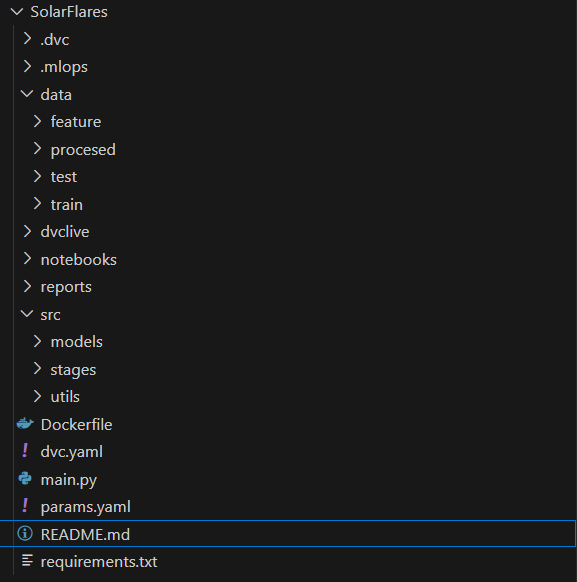 SolarFlares
.dvc
.mlops
data
feature
procesed
test
train
dvclive
notebooks
reports
src
models
stages
utils
Dockerfile
! dvc.yaml
main.py
! params.yaml
README.md
requirements.txt